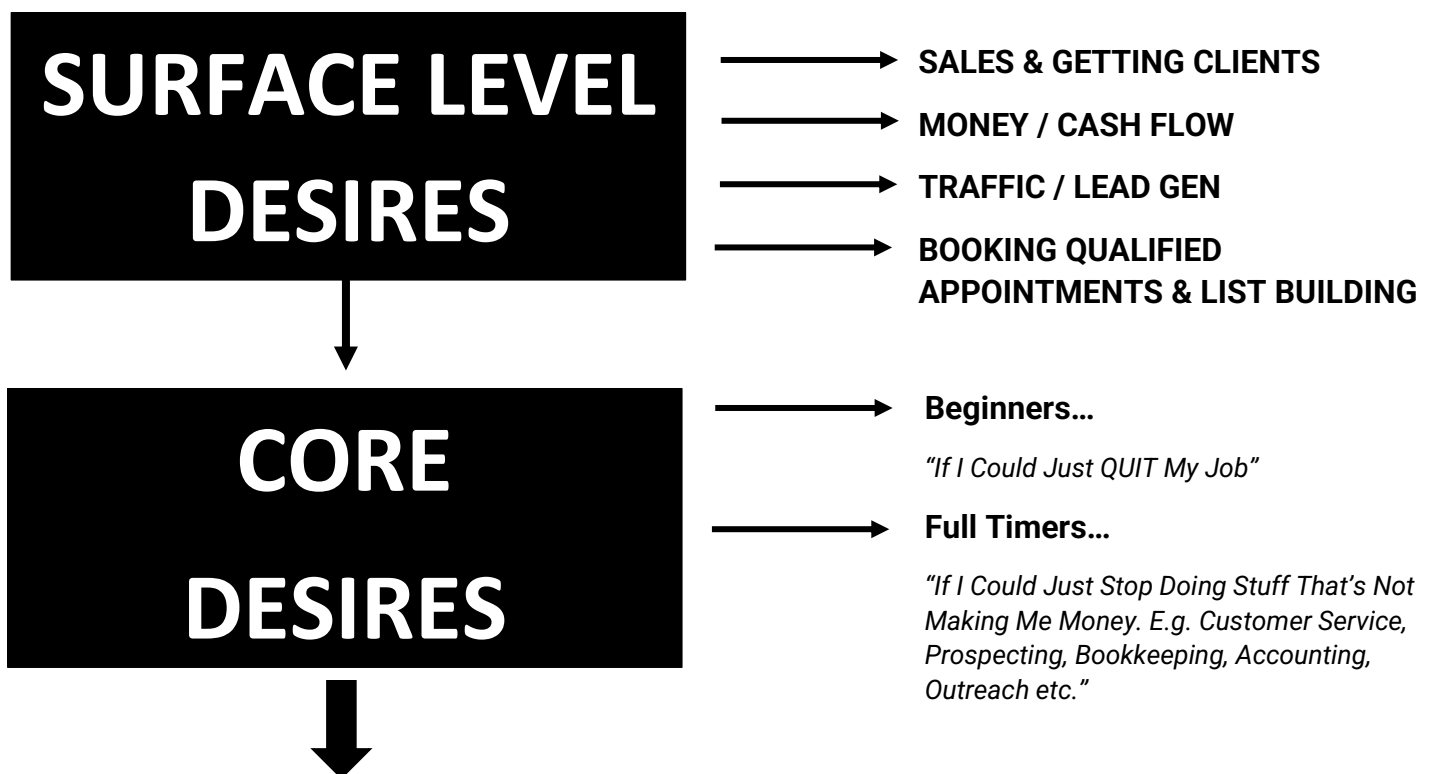 SURFACE LEVEL
DESIRES
SALES & GETTING CLIENTS
MONEY / CASH FLOW
TRAFFIC / LEAD GEN
BOOKING QUALIFIED
APPOINTMENTS & LIST BUILDING
CORE
DESIRES
Beginners…
“If I Could Just QUIT My Job”
Full Timers…
“If I Could Just Stop Doing Stuff That’s Not
Making Me Money. E.g. Customer Service,
Prospecting, Bookkeeping, Accounting,
Outreach etc.”